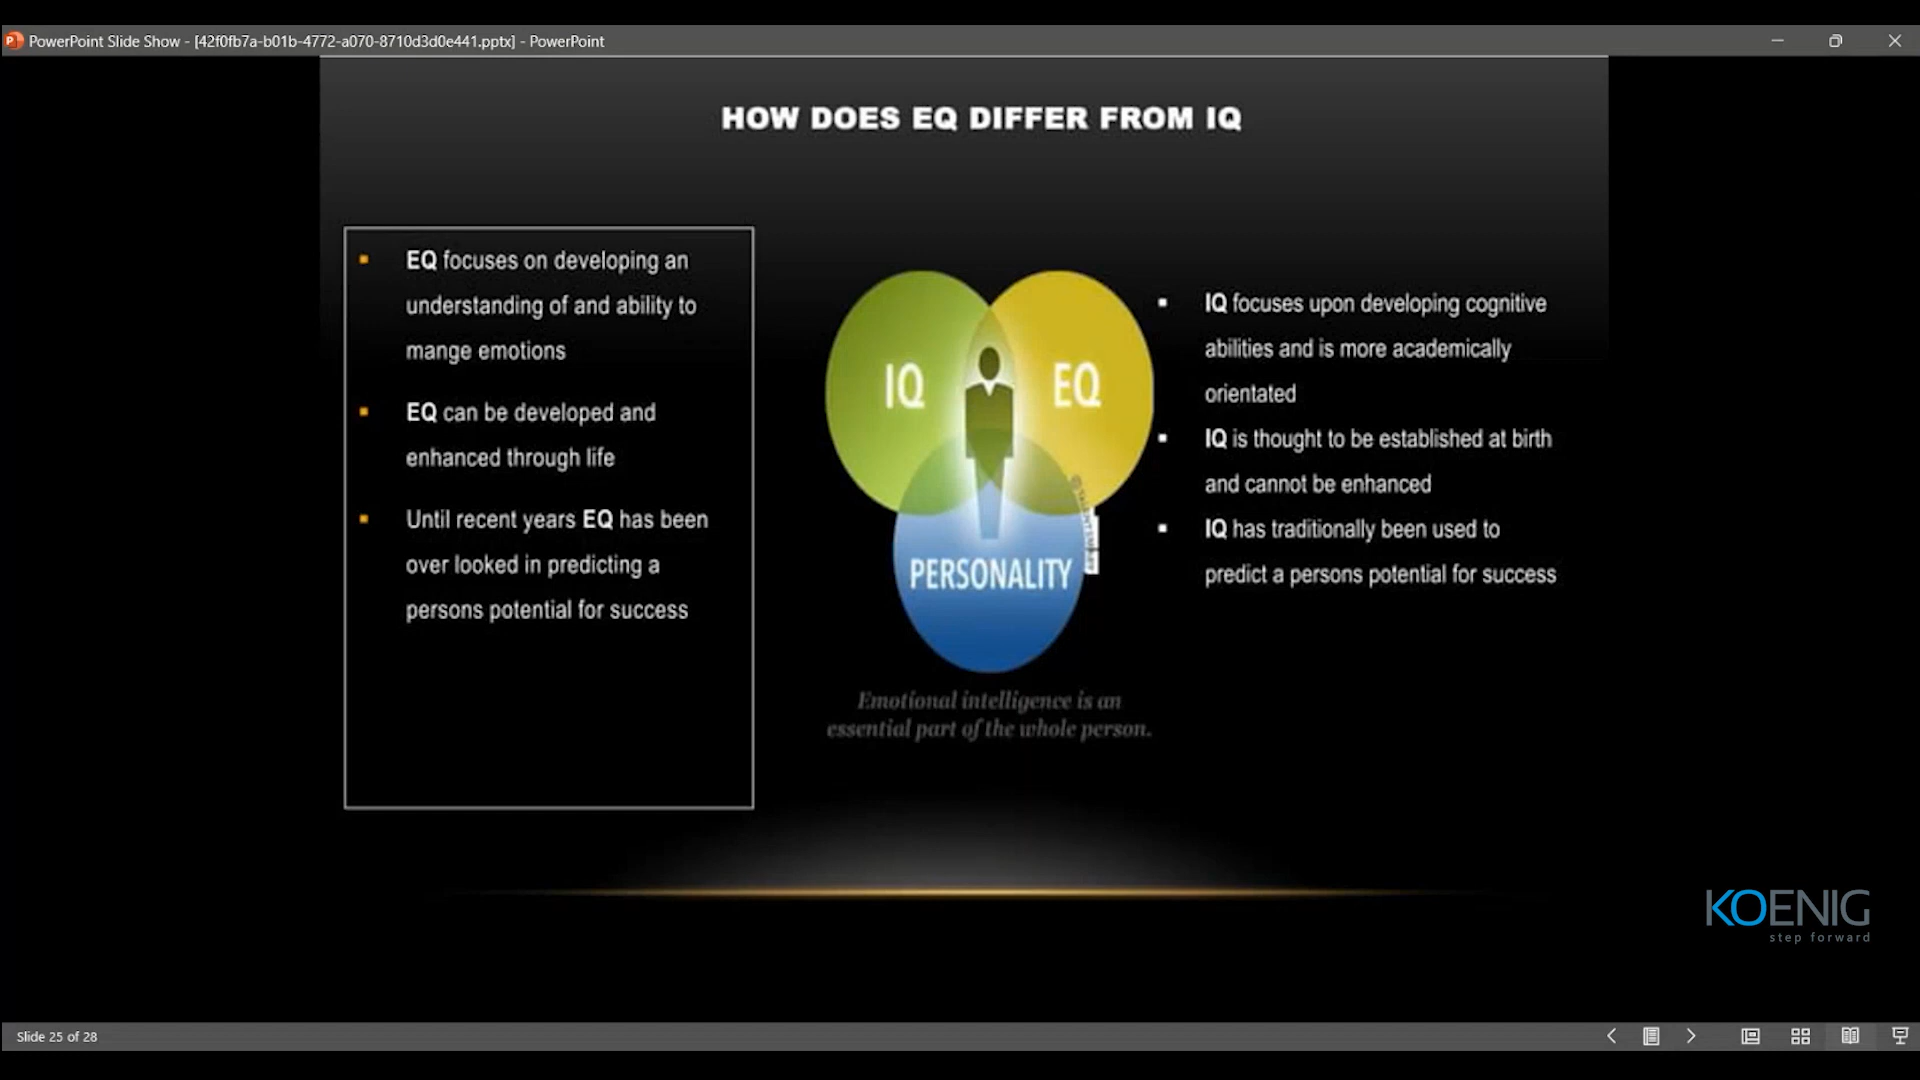 PowerPoint Slide Show - [42f0fb7a-b01b-4772-a070-8710d3d0e441.pptx] - PowerPoint
HOW DOES EQ DIFFER FROM IQ
EQ focuses on developing an
understanding of and ability to
mange emotions
EQ can be developed and
enhanced through life
Until recent years EQ has been
over looked in predicting a
persons potential for success
IQ
EQ
PERSONALITY
Emotional intelligence is an
essential part of the whole person.
IQ focuses upon developing cognitive
abilities and is more academically
orientated
IQ is thought to be established at birth
and cannot be enhanced
IQ has traditionally been used to
predict a persons potential for success
KOENIG
step forward
Slide 25 of 28